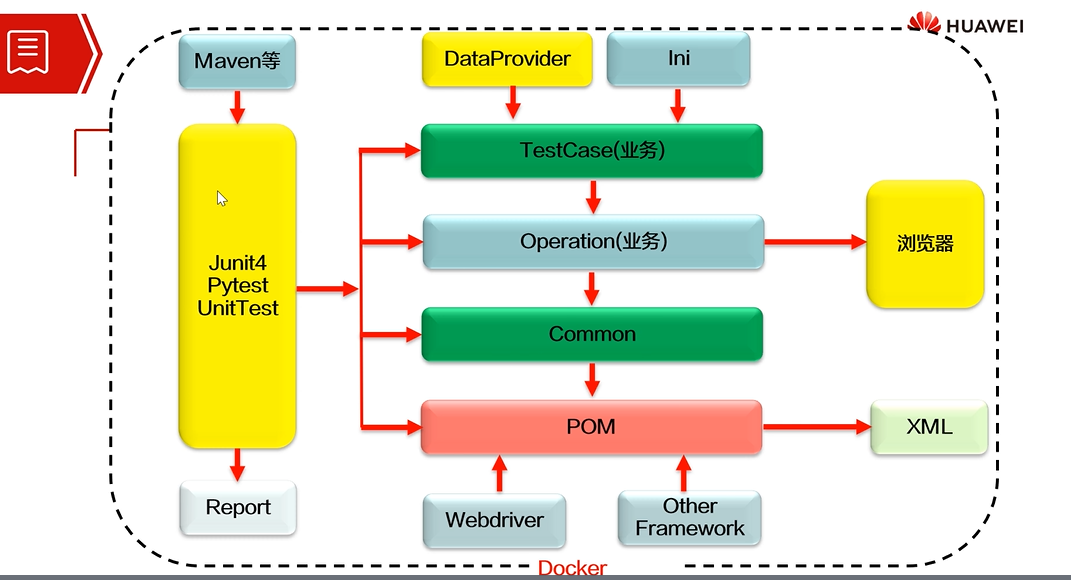 HUAWEI
Maven等
DataProvider
Ini
TestCase(业务)
Operation(业务)
浏览器
Junit4
Pytest
UnitTest
Common
POM
XML
Report
Webdriver
Other
Framework
Docker